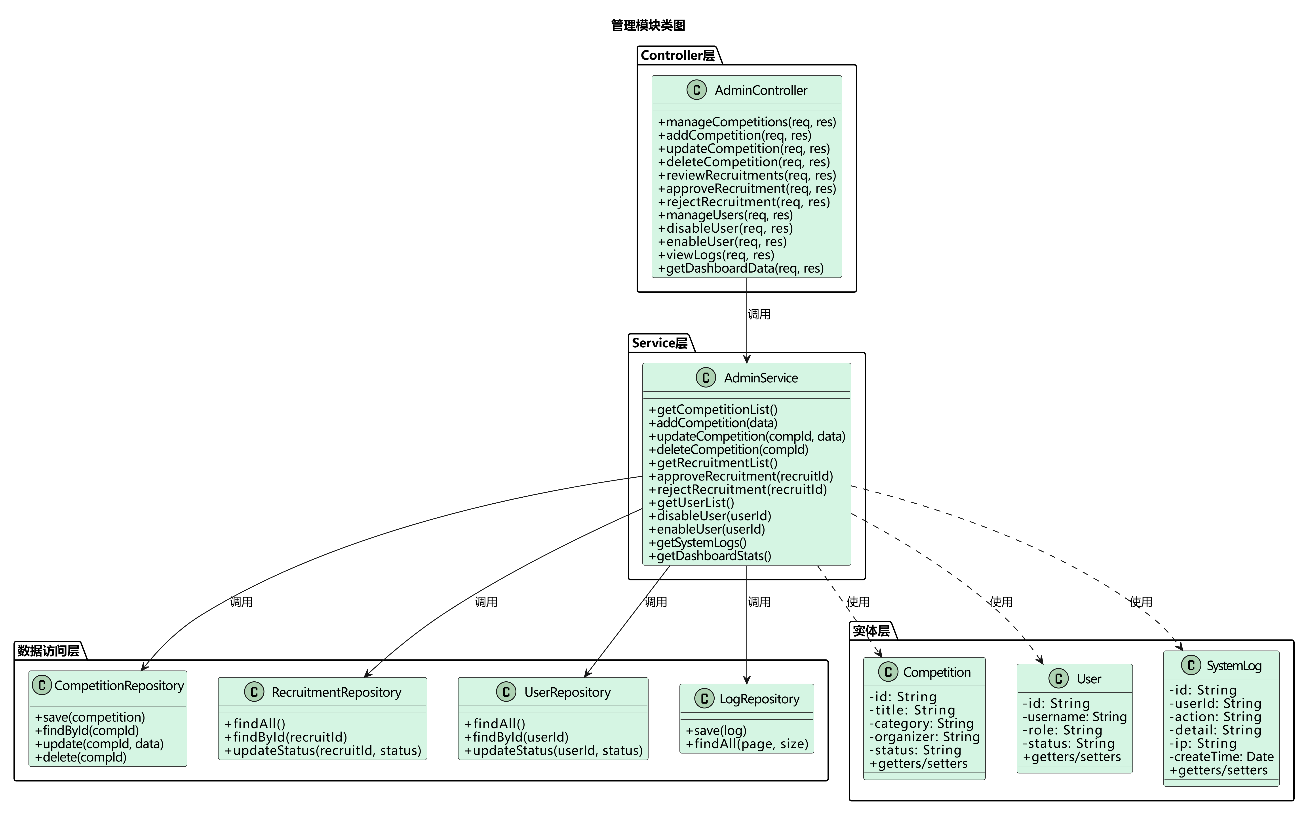 管理模块类图
Controller层
C AdminController
+manageCompetitions(req, res)
+addCompetition(req, res)
+updateCompetition(req, res)
+deleteCompetition(req, res)
+reviewRecruitments(req, res)
+approveRecruitment(req, res)
+rejectRecruitment(req, res)
+manageUsers(req, res)
+disableUser(req, res)
+enableUser(req, res)
+viewLogs(req, res)
+getDashboardData(req, res)
调用
Service层
C AdminService
+getCompetitionList()
+addCompetition(data)
+updateCompetition(compId, data)
+deleteCompetition(compId)
+getRecruitmentList()
+approveRecruitment(recruitId)
+rejectRecruitment(recruitId)
+getUserList()
+disableUser(userId)
+enableUser(userId)
+getSystemLogs()
+getDashboardStats()
调用 调用 调用 调用 使用 使用 使用
数据访问层
C CompetitionRepository
+save(competition)
+findById(compId)
+update(compId, data)
+delete(compId)
C RecruitmentRepository
+findAll()
+findById(recruitId)
+updateStatus(recruitId, status)
C UserRepository
+findAll()
+findById(userId)
+updateStatus(userId, status)
C LogRepository
+save(log)
+findAll(page, size)
实体层
C Competition
-id: String
-title: String
-category: String
-organizer: String
-status: String
+getters/setters
C User
-id: String
-username: String
-role: String
-status: String
+getters/setters
C SystemLog
-id: String
-userId: String
-action: String
-detail: String
-ip: String
-createTime: Date
+getters/setters